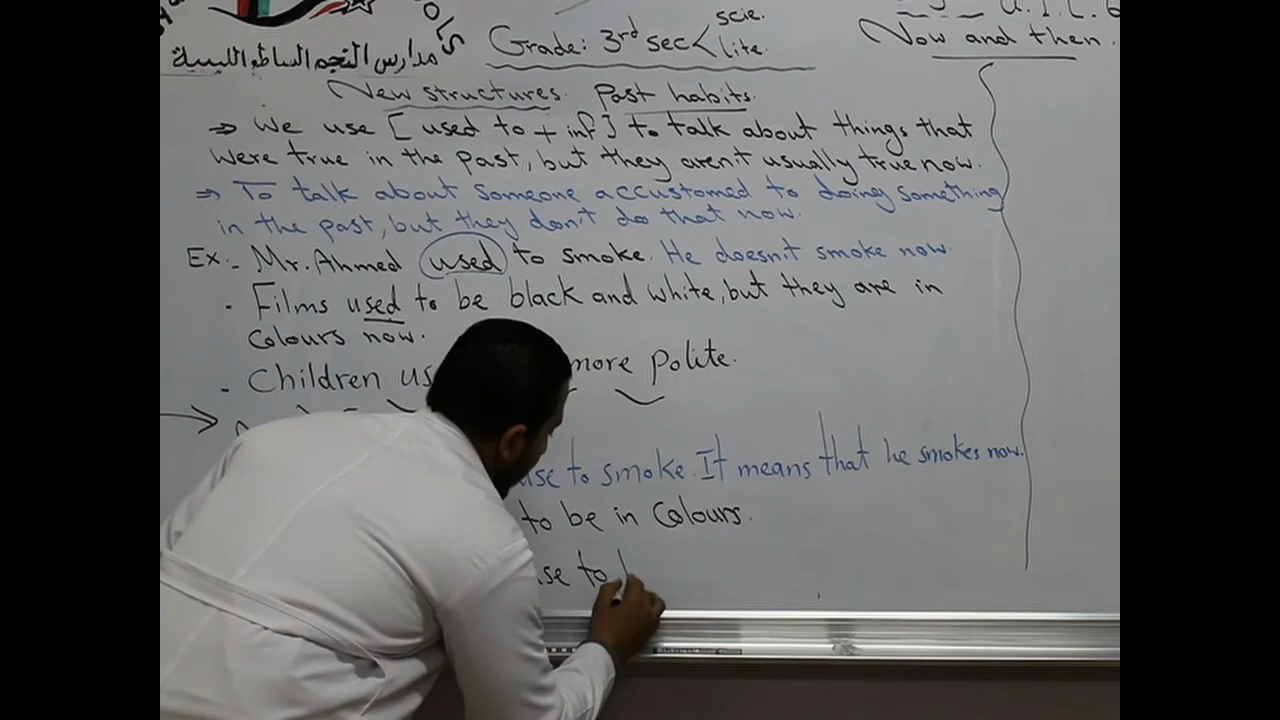 مدارس النجم الساطع الليبية
Grade: 3rd sec < scie. lite.
Now and then.
New structures. Past habits.
⇒ We use [used to + inf] to talk about things that
were true in the past, but they aren't usually true now.
⇒ To talk about someone accustomed to doing something
in the past, but they don't do that now.
Ex:- Mr. Ahmed used to smoke. He doesn't smoke now.
- Films used to be black and white, but they are in
Colours now.
- Children more polite.
use to smoke. It means that he smokes now.
to be in Colours.
use to